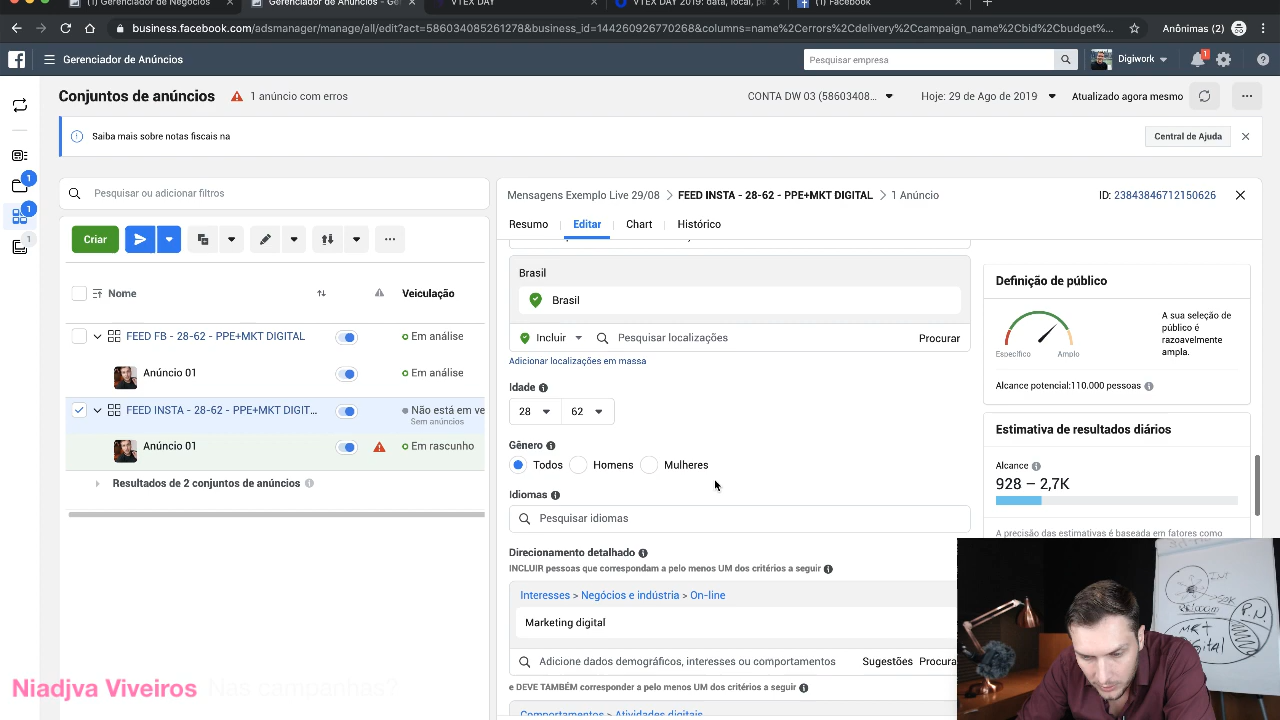 (1) Gerenciador de Negócios
Gerenciador de Anúncios - Ge
VTEX DAY
VTEX DAY 2019: data, local, p
(1) Facebook
business.facebook.com/adsmanager/manage/all/edit?act=586034085261278&business_id=144260926770268&columns=name%2Cerrors%2Cdelivery%2Ccampaign_name%2Cbid%2Cbudget%...
Anônimas (2)
Gerenciador de Anúncios
Pesquisar empresa
Digiwork
1
Conjuntos de anúncios
1 anúncio com erros
CONTA DW 03 (58603408...
Hoje: 29 de Ago de 2019
Atualizado agora mesmo
Saiba mais sobre notas fiscais na
Central de Ajuda
1
1
1
Pesquisar ou adicionar filtros
Criar
Nome
Veiculação
FEED FB - 28-62 - PPE+MKT DIGITAL
Em análise
Anúncio 01
Em análise
FEED INSTA - 28-62 - PPE+MKT DIGIT...
Não está em ve
Sem anúncios
Anúncio 01
Em rascunho
Resultados de 2 conjuntos de anúncios
Mensagens Exemplo Live 29/08 > FEED INSTA - 28-62 - PPE+MKT DIGITAL > 1 Anúncio
ID: 23843846712150626
Resumo
Editar
Chart
Histórico
Brasil
Brasil
Incluir
Pesquisar localizações
Procurar
Adicionar localizações em massa
Idade
28
62
Gênero
Todos
Homens
Mulheres
Idiomas
Pesquisar idiomas
Direcionamento detalhado
INCLUIR pessoas que correspondam a pelo menos UM dos critérios a seguir
Interesses > Negócios e indústria > On-line
Marketing digital
Adicione dados demográficos, interesses ou comportamentos
Sugestões
Procura
e DEVE TAMBÉM corresponder a pelo menos UM dos critérios a seguir
Comportamentos > Atividades digitais
Definição de público
Específico
Amplo
A sua seleção de
público é
razoavelmente
ampla.
Alcance potencial:110.000 pessoas
Estimativa de resultados diários
Alcance
928 – 2,7K
A precisão das estimativas é baseada em fatores como
Niadjva Viveiros Nas campanhas?